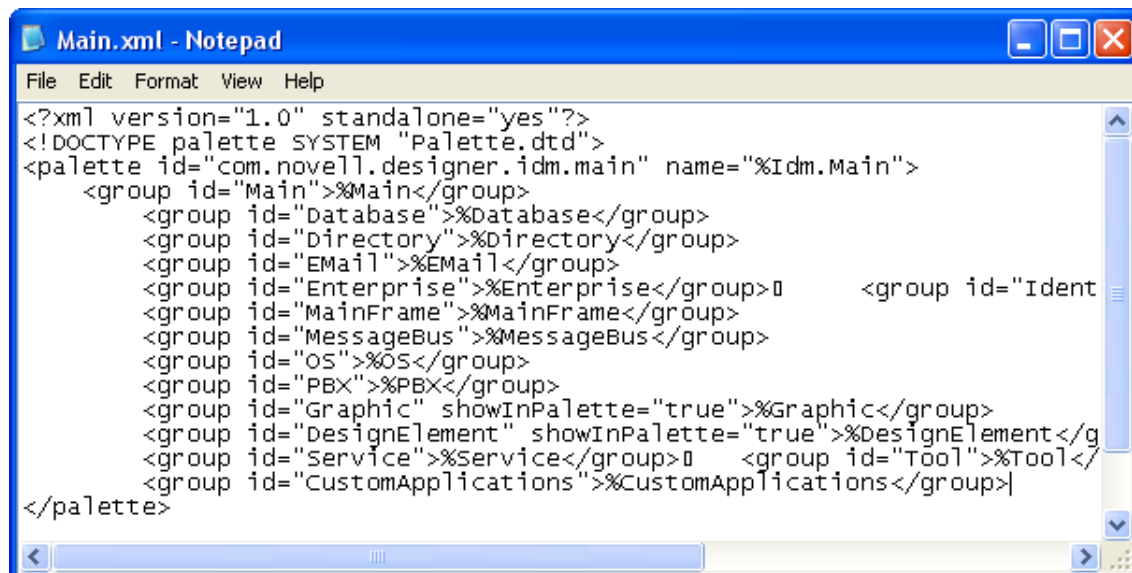 Main.xml - Notepad
File Edit Format View Help
<?xml version="1.0" standalone="yes"?>
<!DOCTYPE palette SYSTEM "Palette.dtd">
<palette id="com.novell.designer.idm.main" name="%Idm.Main">
    <group id="Main">%Main</group>
        <group id="Database">%Database</group>
        <group id="Directory">%Directory</group>
        <group id="EMail">%EMail</group>
        <group id="Enterprise">%Enterprise</group>▯      <group id="Ident
        <group id="MainFrame">%MainFrame</group>
        <group id="MessageBus">%MessageBus</group>
        <group id="OS">%OS</group>
        <group id="PBX">%PBX</group>
        <group id="Graphic" showInPalette="true">%Graphic</group>
        <group id="DesignElement" showInPalette="true">%DesignElement</g
        <group id="Service">%Service</group>▯    <group id="Tool">%Tool</
        <group id="CustomApplications">%CustomApplications</group>
</palette>